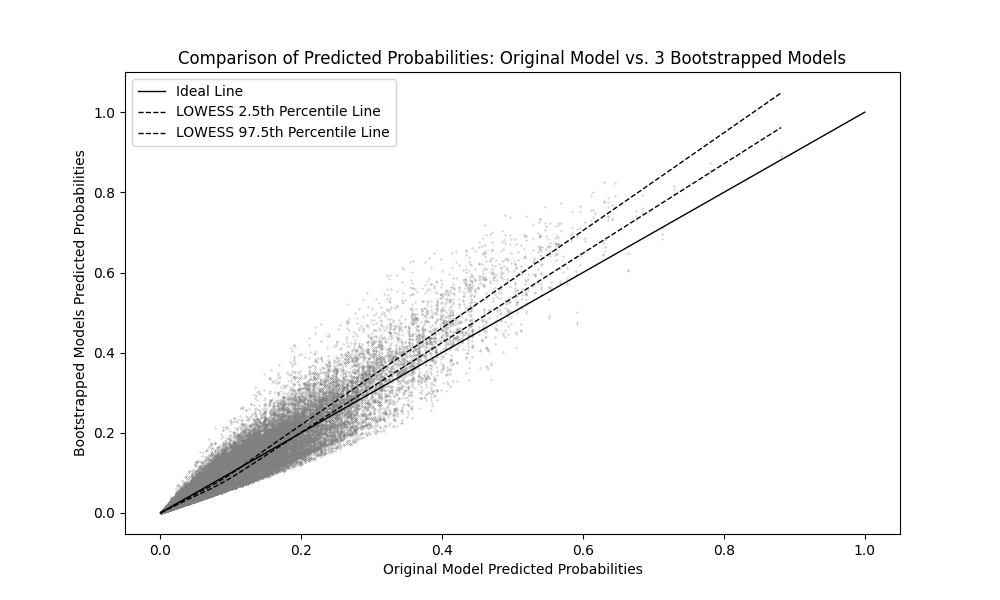 Comparison of Predicted Probabilities: Original Model vs. 3 Bootstrapped Models
Ideal Line
LOWESS 2.5th Percentile Line
LOWESS 97.5th Percentile Line
Bootstrapped Models Predicted Probabilities
1.0
0.8
0.6
0.4
0.2
0.0
0.0 0.2 0.4 0.6 0.8 1.0
Original Model Predicted Probabilities